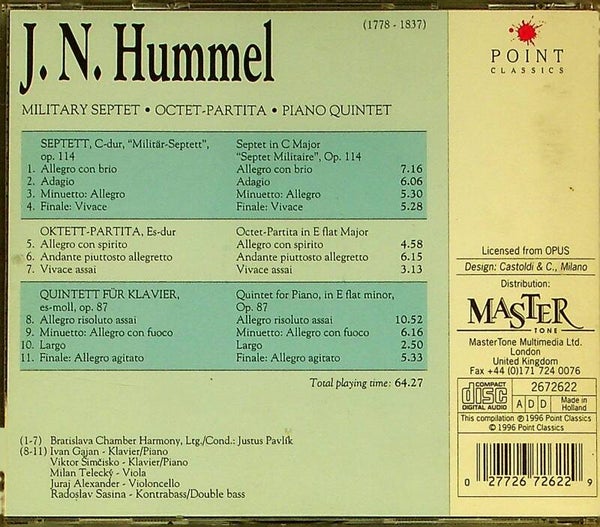 J. N. Hummel
(1778 - 1837)
MILITARY SEPTET • OCTET-PARTITA • PIANO QUINTET
SEPTETT, C-dur, "Militär-Septett", Septet in C Major
op. 114 "Septet Militaire", Op. 114
1. Allegro con brio Allegro con brio 7.16
2. Adagio Adagio 6.06
3. Minuetto: Allegro Minuetto: Allegro 5.30
4. Finale: Vivace Finale: Vivace 5.28
OKTETT-PARTITA, Es-dur Octet-Partita in E flat Major
5. Allegro con spirito Allegro con spirito 4.58
6. Andante piuttosto allegretto Andante piuttosto allegretto 6.15
7. Vivace assai Vivace assai 3.13
QUINTETT FÜR KLAVIER, Quintet for Piano, in E flat minor,
es-moll, op. 87 Op. 87
8. Allegro risoluto assai Allegro risoluto assai 10.52
9. Minuetto: Allegro con fuoco Minuetto: Allegro con fuoco 6.16
10. Largo Largo 2.50
11. Finale: Allegro agitato Finale: Allegro agitato 5.33
Total playing time: 64.27
(1-7) Bratislava Chamber Harmony, Ltg./Cond.: Justus Pavlík
(8-11) Ivan Gajan - Klavier/Piano
Viktor Šimčisko - Klavier/Piano
Milan Telecký - Viola
Juraj Alexander - Violoncello
Radoslav Šašina - Kontrabass/Double bass
POINT
CLASSICS
Licensed from OPUS
Design: Castoldi & C., Milano
Distribution:
MASTER
TONE
MasterTone Multimedia Ltd.
London
United Kingdom
Fax +44 (0)171 724 0076
COMPACT
disc
DIGITAL AUDIO
2672622
A D D
Made in
Holland
This compilation ℗ 1996 Point Classics
© 1996 Point Classics
0 27726 72622 9